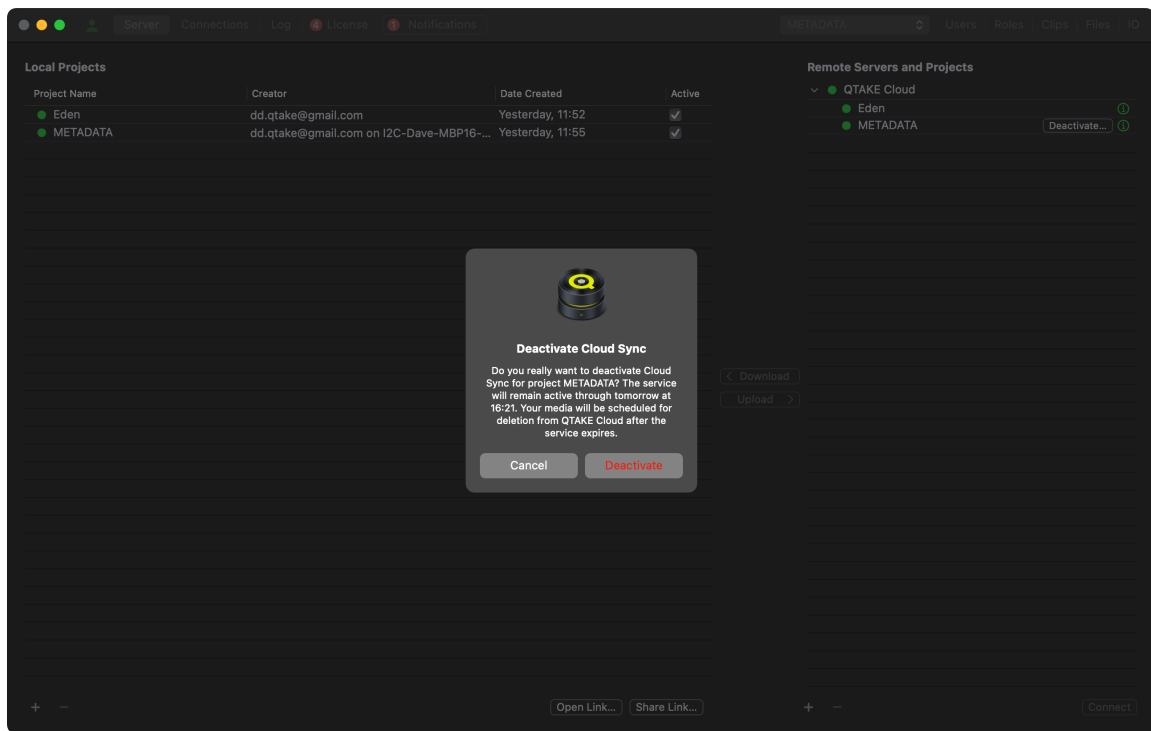 Server Connections Log 4 License 1 Notifications METADATA Users Roles Clips Files IO
Local Projects
Project Name Creator Date Created Active
Eden dd.qtake@gmail.com Yesterday, 11:52
METADATA dd.qtake@gmail.com on I2C-Dave-MBP16-... Yesterday, 11:55
Remote Servers and Projects
QTAKE Cloud
Eden
METADATA Deactivate...
Q
Deactivate Cloud Sync
Do you really want to deactivate Cloud
Sync for project METADATA? The service
will remain active through tomorrow at
16:21. Your media will be scheduled for
deletion from QTAKE Cloud after the
service expires.
Cancel Deactivate
< Download
Upload >
+ − Open Link... Share Link... + − Connect